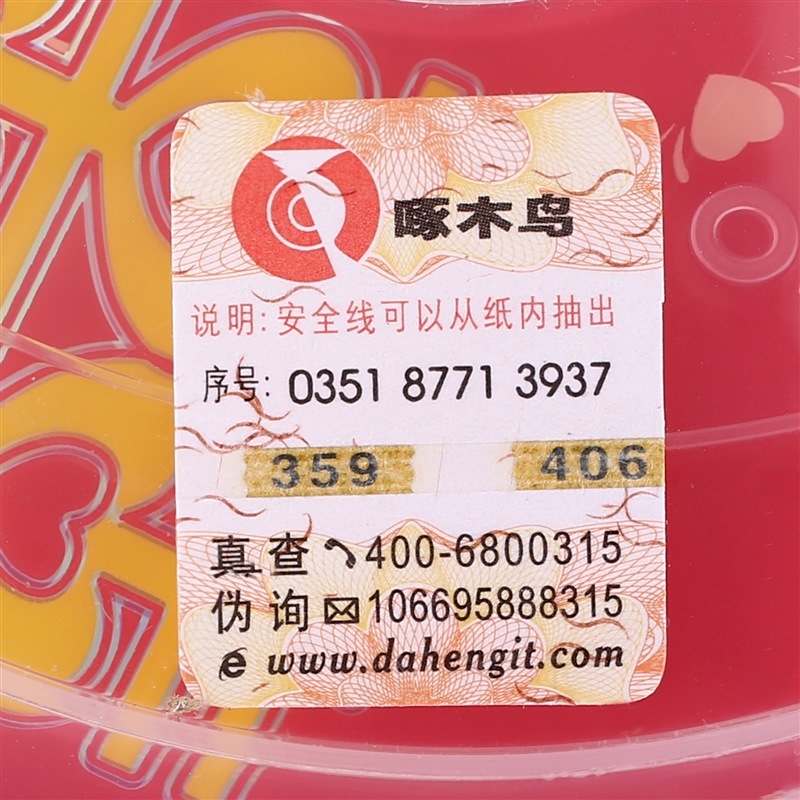 啄木鸟
说明:安全线可以从纸内抽出
序号: 0351 8771 3937
359 406
真查 400-6800315
伪询 106695888315
www.dahengit.com